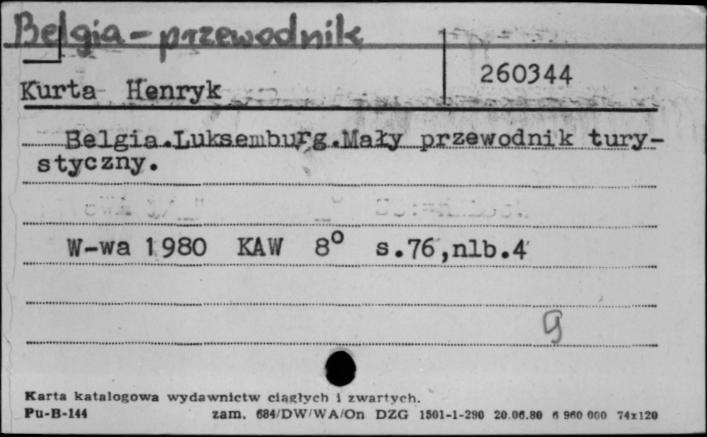 Belgia - przewodnik
260344
Kurta Henryk
Belgia.Luksemburg.Mały przewodnik tury-
styczny.
W-wa 1980 KAW 8° s.76,nlb.4
9
Karta katalogowa wydawnictw ciągłych i zwartych.
Pu-B-144 zam. 684/DW/WA/On DZG 1501-1-290 20.06.80 6 960 000 74x120